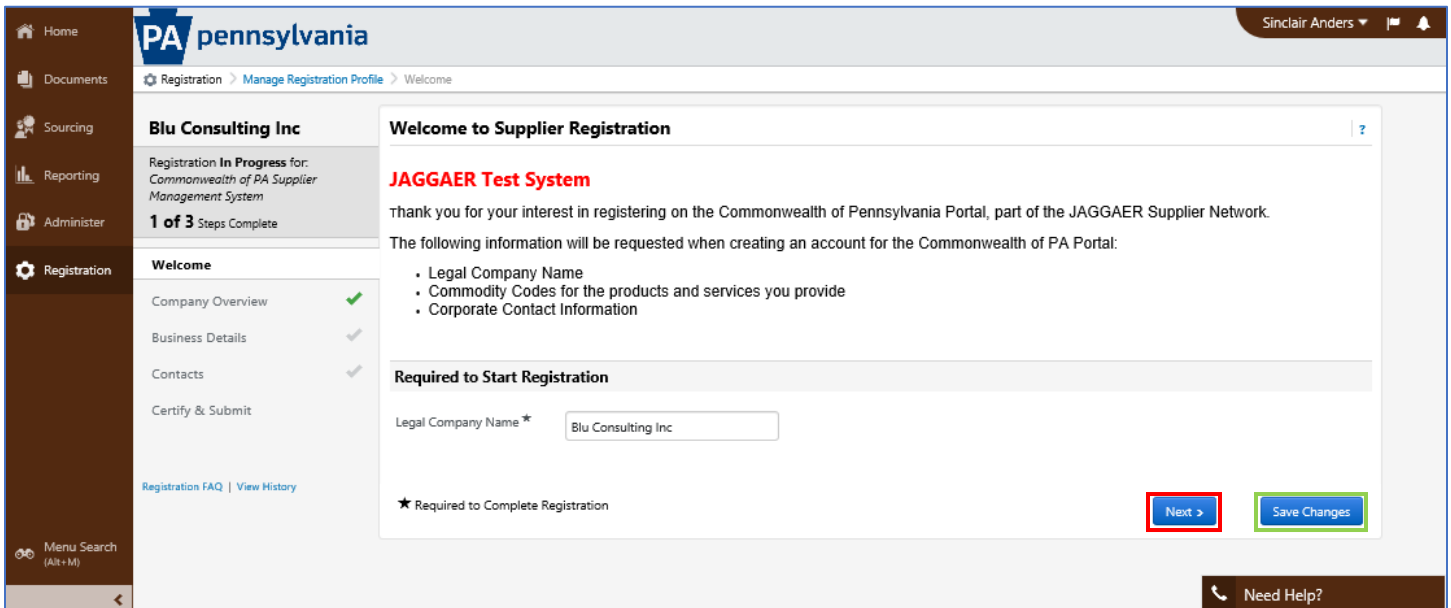 Home
Documents
Sourcing
Reporting
Administer
Registration
Menu Search
(Alt+M)
<
PA pennsylvania
Sinclair Anders
Registration > Manage Registration Profile > Welcome
Blu Consulting Inc
Registration In Progress for:
Commonwealth of PA Supplier
Management System
1 of 3 Steps Complete
Welcome
Company Overview
Business Details
Contacts
Certify & Submit
Registration FAQ | View History
Welcome to Supplier Registration
?
JAGGAER Test System
Thank you for your interest in registering on the Commonwealth of Pennsylvania Portal, part of the JAGGAER Supplier Network.
The following information will be requested when creating an account for the Commonwealth of PA Portal:
• Legal Company Name
• Commodity Codes for the products and services you provide
• Corporate Contact Information
Required to Start Registration
Legal Company Name ★ Blu Consulting Inc
★ Required to Complete Registration
Next >
Save Changes
Need Help?